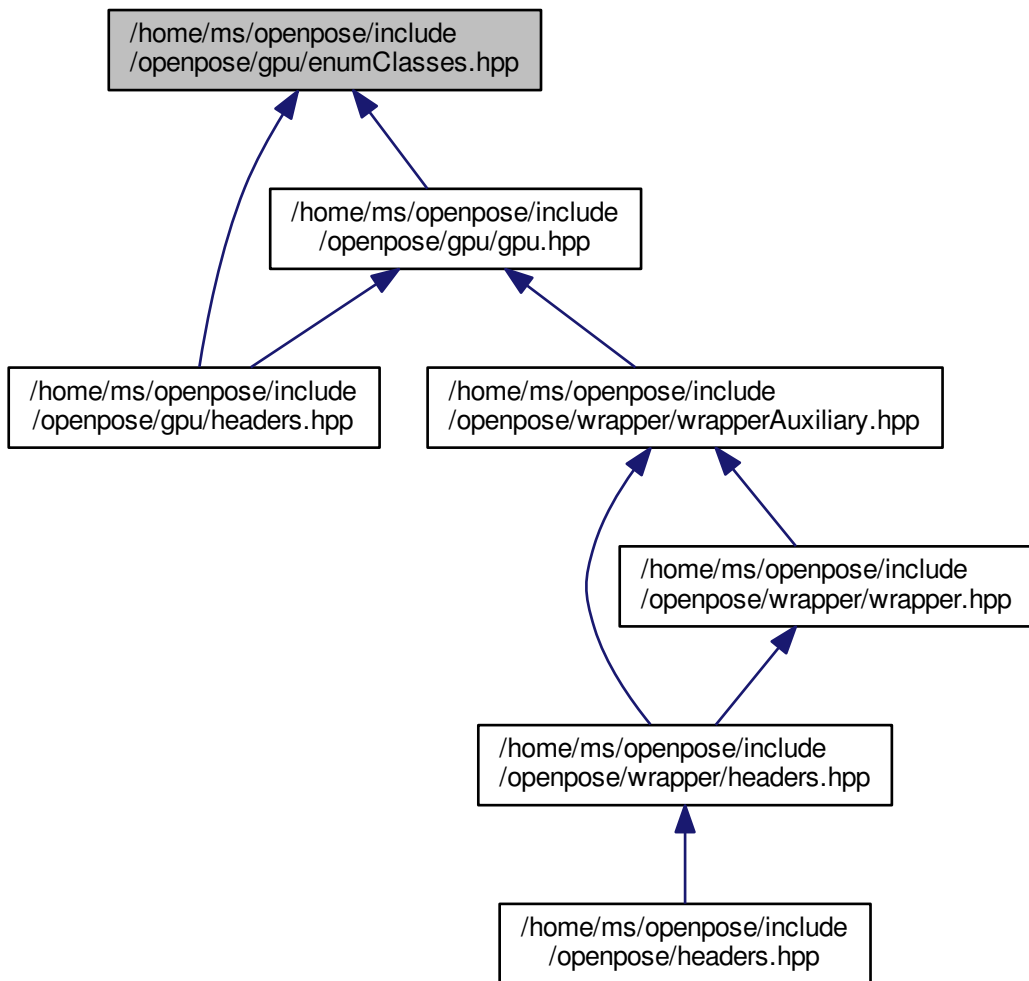 /home/ms/openpose/include
/openpose/gpu/enumClasses.hpp
/home/ms/openpose/include
/openpose/gpu/gpu.hpp
/home/ms/openpose/include
/openpose/gpu/headers.hpp
/home/ms/openpose/include
/openpose/wrapper/wrapperAuxiliary.hpp
/home/ms/openpose/include
/openpose/wrapper/wrapper.hpp
/home/ms/openpose/include
/openpose/wrapper/headers.hpp
/home/ms/openpose/include
/openpose/headers.hpp